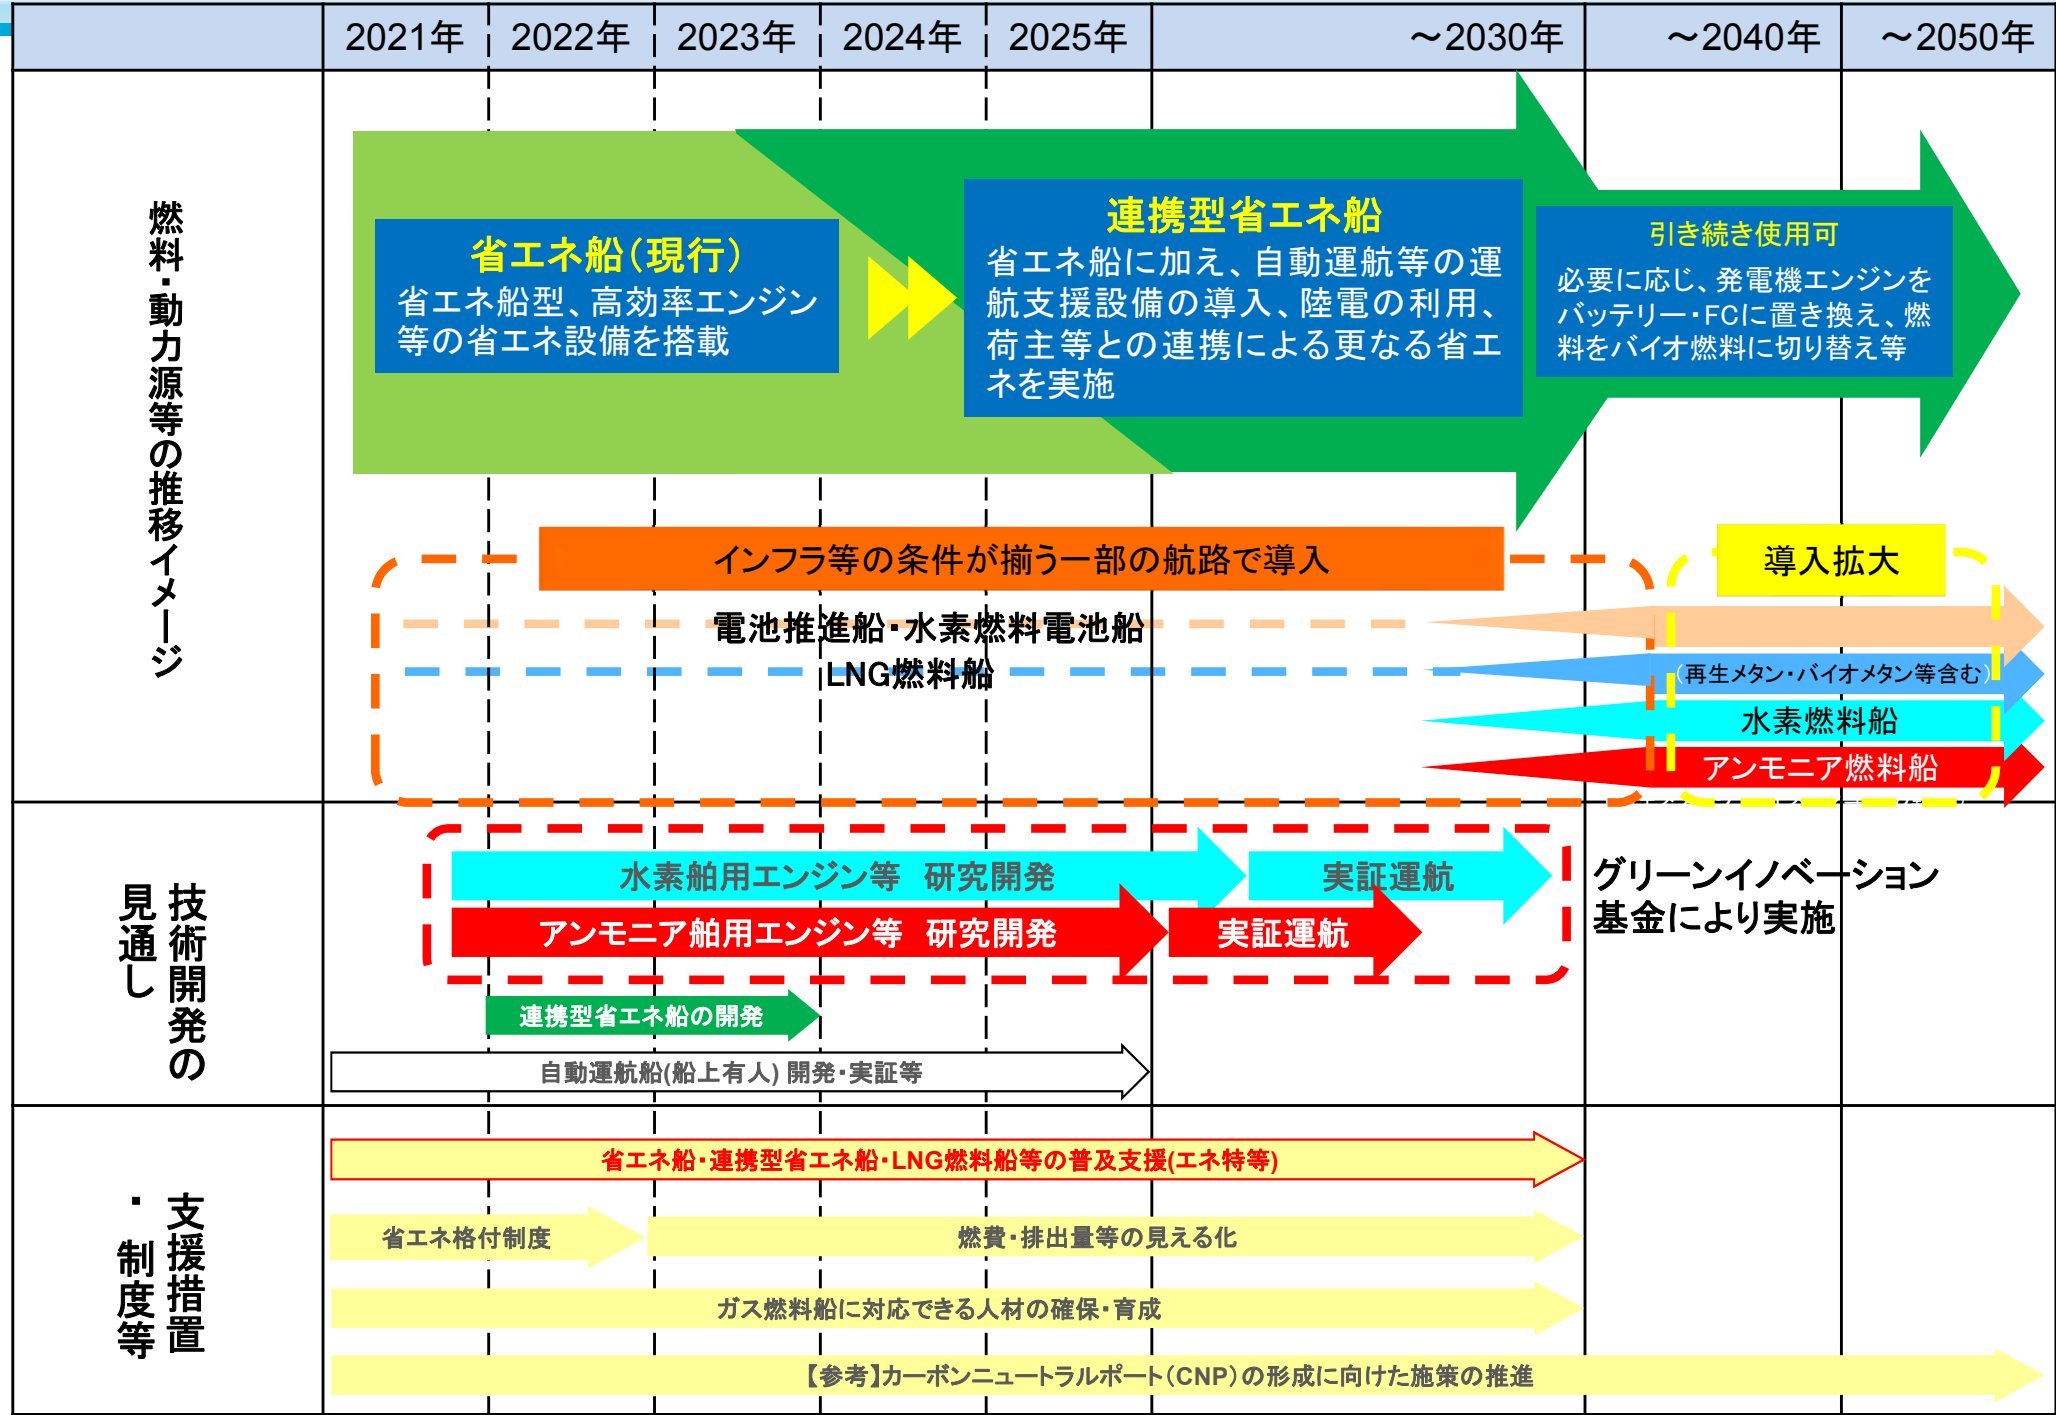 2021年 2022年 2023年 2024年 2025年 ～2030年 ～2040年 ～2050年
燃料・動力源等の推移イメージ
省エネ船（現行）
省エネ船型、高効率エンジン
等の省エネ設備を搭載
連携型省エネ船
省エネ船に加え、自動運航等の運
航支援設備の導入、陸電の利用、
荷主等との連携による更なる省エ
ネを実施
引き続き使用可
必要に応じ、発電機エンジンを
バッテリー・FCに置き換え、燃
料をバイオ燃料に切り替え等
インフラ等の条件が揃う一部の航路で導入
導入拡大
電池推進船・水素燃料電池船
LNG燃料船
（再生メタン・バイオメタン等含む）
水素燃料船
アンモニア燃料船
技術開発の
見通し
水素舶用エンジン等　研究開発
実証運航
アンモニア舶用エンジン等　研究開発
実証運航
グリーンイノベーション
基金により実施
連携型省エネ船の開発
自動運航船(船上有人) 開発・実証等
支援措置
・制度等
省エネ船・連携型省エネ船・LNG燃料船等の普及支援(エネ特等)
省エネ格付制度
燃費・排出量等の見える化
ガス燃料船に対応できる人材の確保・育成
【参考】カーボンニュートラルポート（CNP）の形成に向けた施策の推進